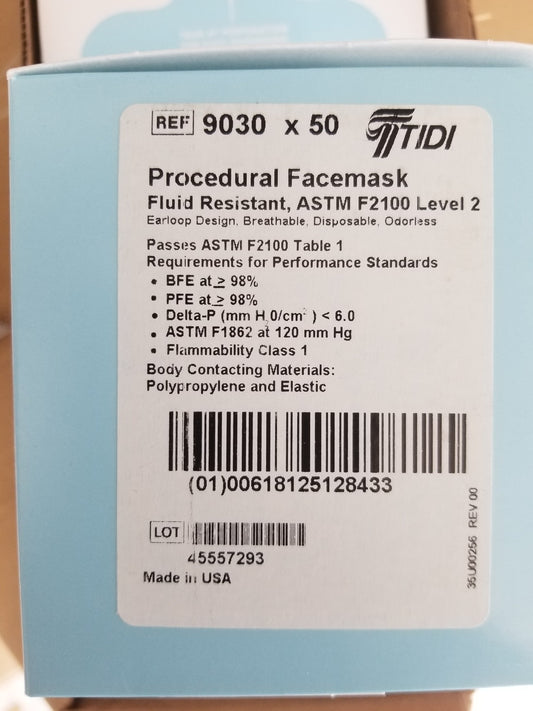 REF 9030 x 50 TIDI
Procedural Facemask
Fluid Resistant, ASTM F2100 Level 2
Earloop Design, Breathable, Disposable, Odorless
Passes ASTM F2100 Table 1
Requirements for Performance Standards
• BFE at ≥ 98%
• PFE at ≥ 98%
• Delta-P (mm H₂0/cm² ) < 6.0
• ASTM F1862 at 120 mm Hg
• Flammability Class 1
Body Contacting Materials:
Polypropylene and Elastic
(01)00618125128433
LOT
45557293
Made in USA
35U00256 REV 00